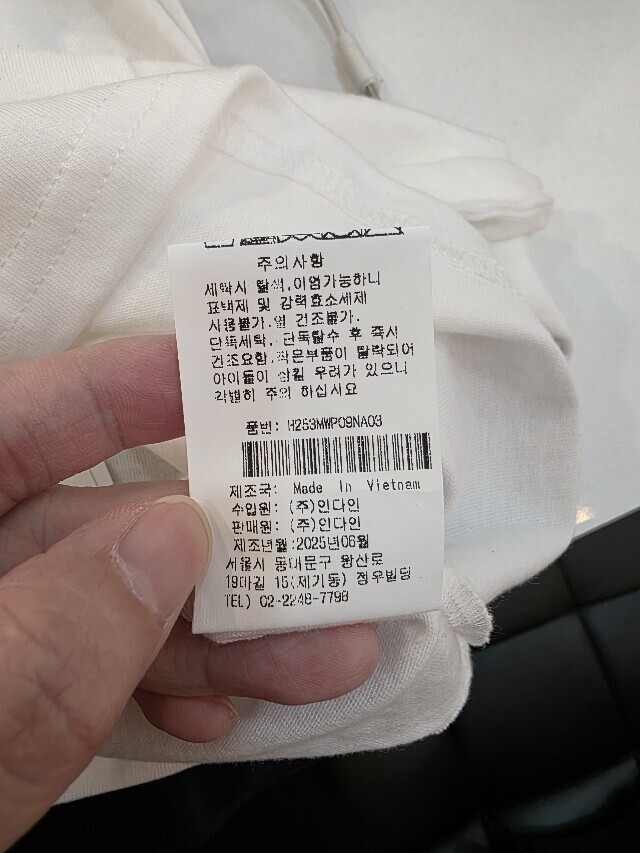 주의사항
세탁시 탈색,이염가능하니
표백제 및 강력효소세제
사용불가.열 건조불가.
단독세탁, 단독탈수 후 즉시
건조요함,작은부품이 탈락되어
아이들이 삼킬 우려가 있으니
각별히 주의 하십시요
품번: H253MWP09NA03
제조국: Made In Vietnam
수입원: (주)인다인
판매원: (주)인다인
제조년월:2025년06월
서울시 동대문구 왕산로
19마길 15(제기동) 정우빌딩
TEL) 02-2248-7798